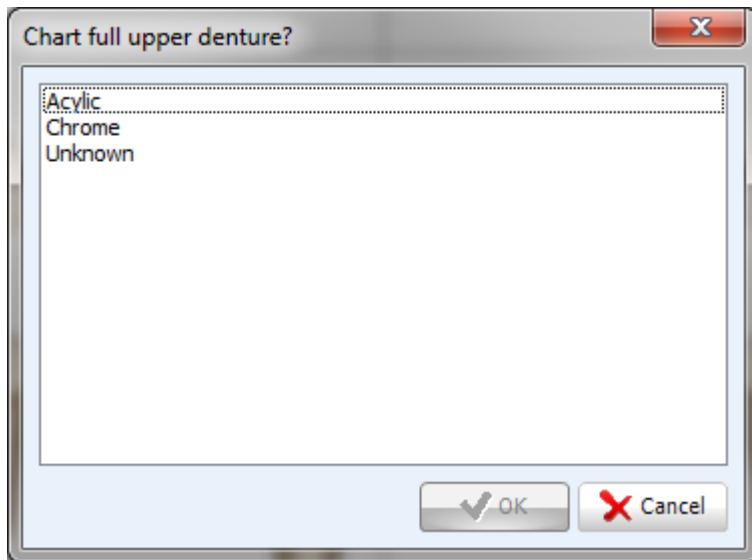 Chart full upper denture?
Acylic
Chrome
Unknown
OK
Cancel